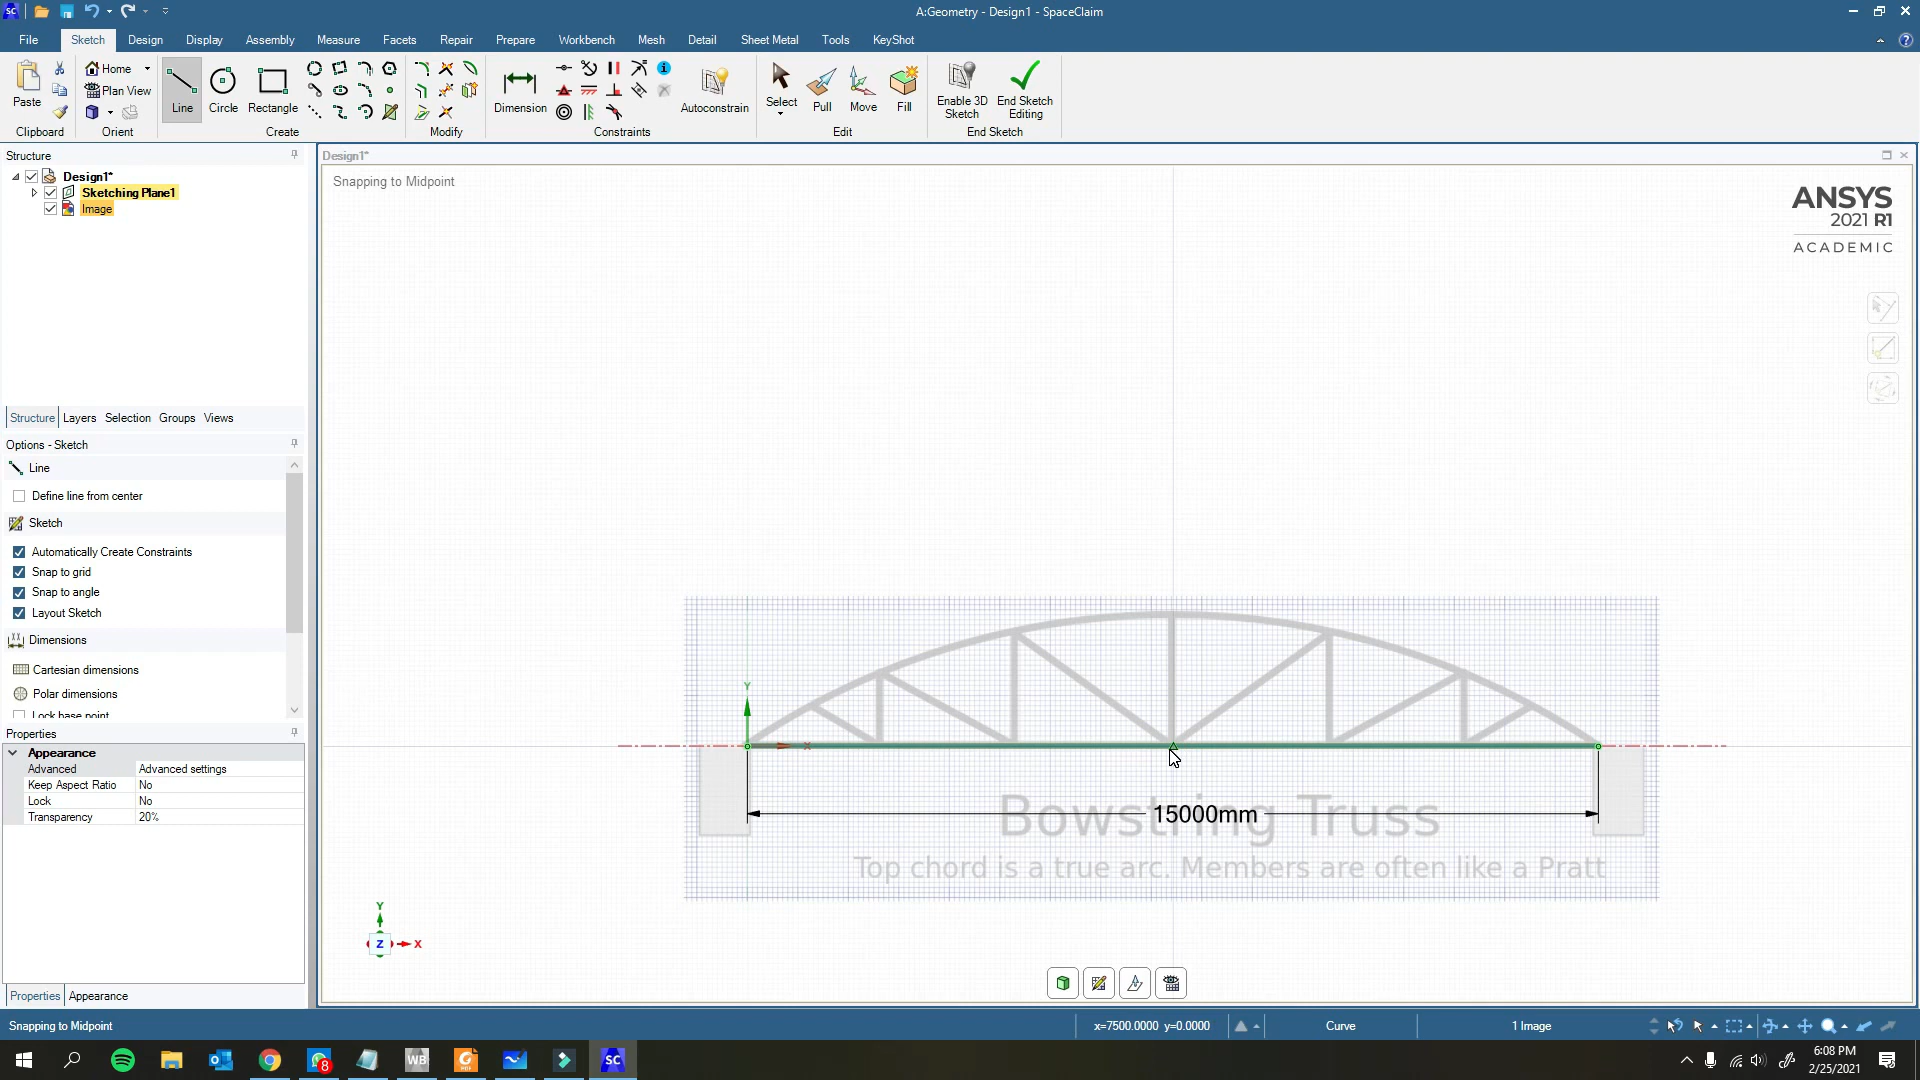 A:Geometry - Design1 - SpaceClaim
File Sketch Design Display Assembly Measure Facets Repair Prepare Workbench Mesh Detail Sheet Metal Tools KeyShot
Paste
Home
Plan View
Line Circle Rectangle
Dimension
Autoconstrain
Select Pull Move Fill
Enable 3D Sketch
End Sketch Editing
Clipboard Orient Create Modify Constraints Edit End Sketch
Structure
Design1*
Sketching Plane1
Image
Structure Layers Selection Groups Views
Options - Sketch
Line
Define line from center
Sketch
Automatically Create Constraints
Snap to grid
Snap to angle
Layout Sketch
Dimensions
Cartesian dimensions
Polar dimensions
Lock base point
Properties
Appearance
Advanced Advanced settings
Keep Aspect Ratio No
Lock No
Transparency 20%
Properties Appearance
Design1*
Snapping to Midpoint
ANSYS
2021 R1
ACADEMIC
Y
X
15000mm
Bowstring Truss
Top chord is a true arc. Members are often like a Pratt
Y
Z X
Snapping to Midpoint
x=7500.0000 y=0.0000
Curve
1 Image
8
WB
SC
6:08 PM
2/25/2021